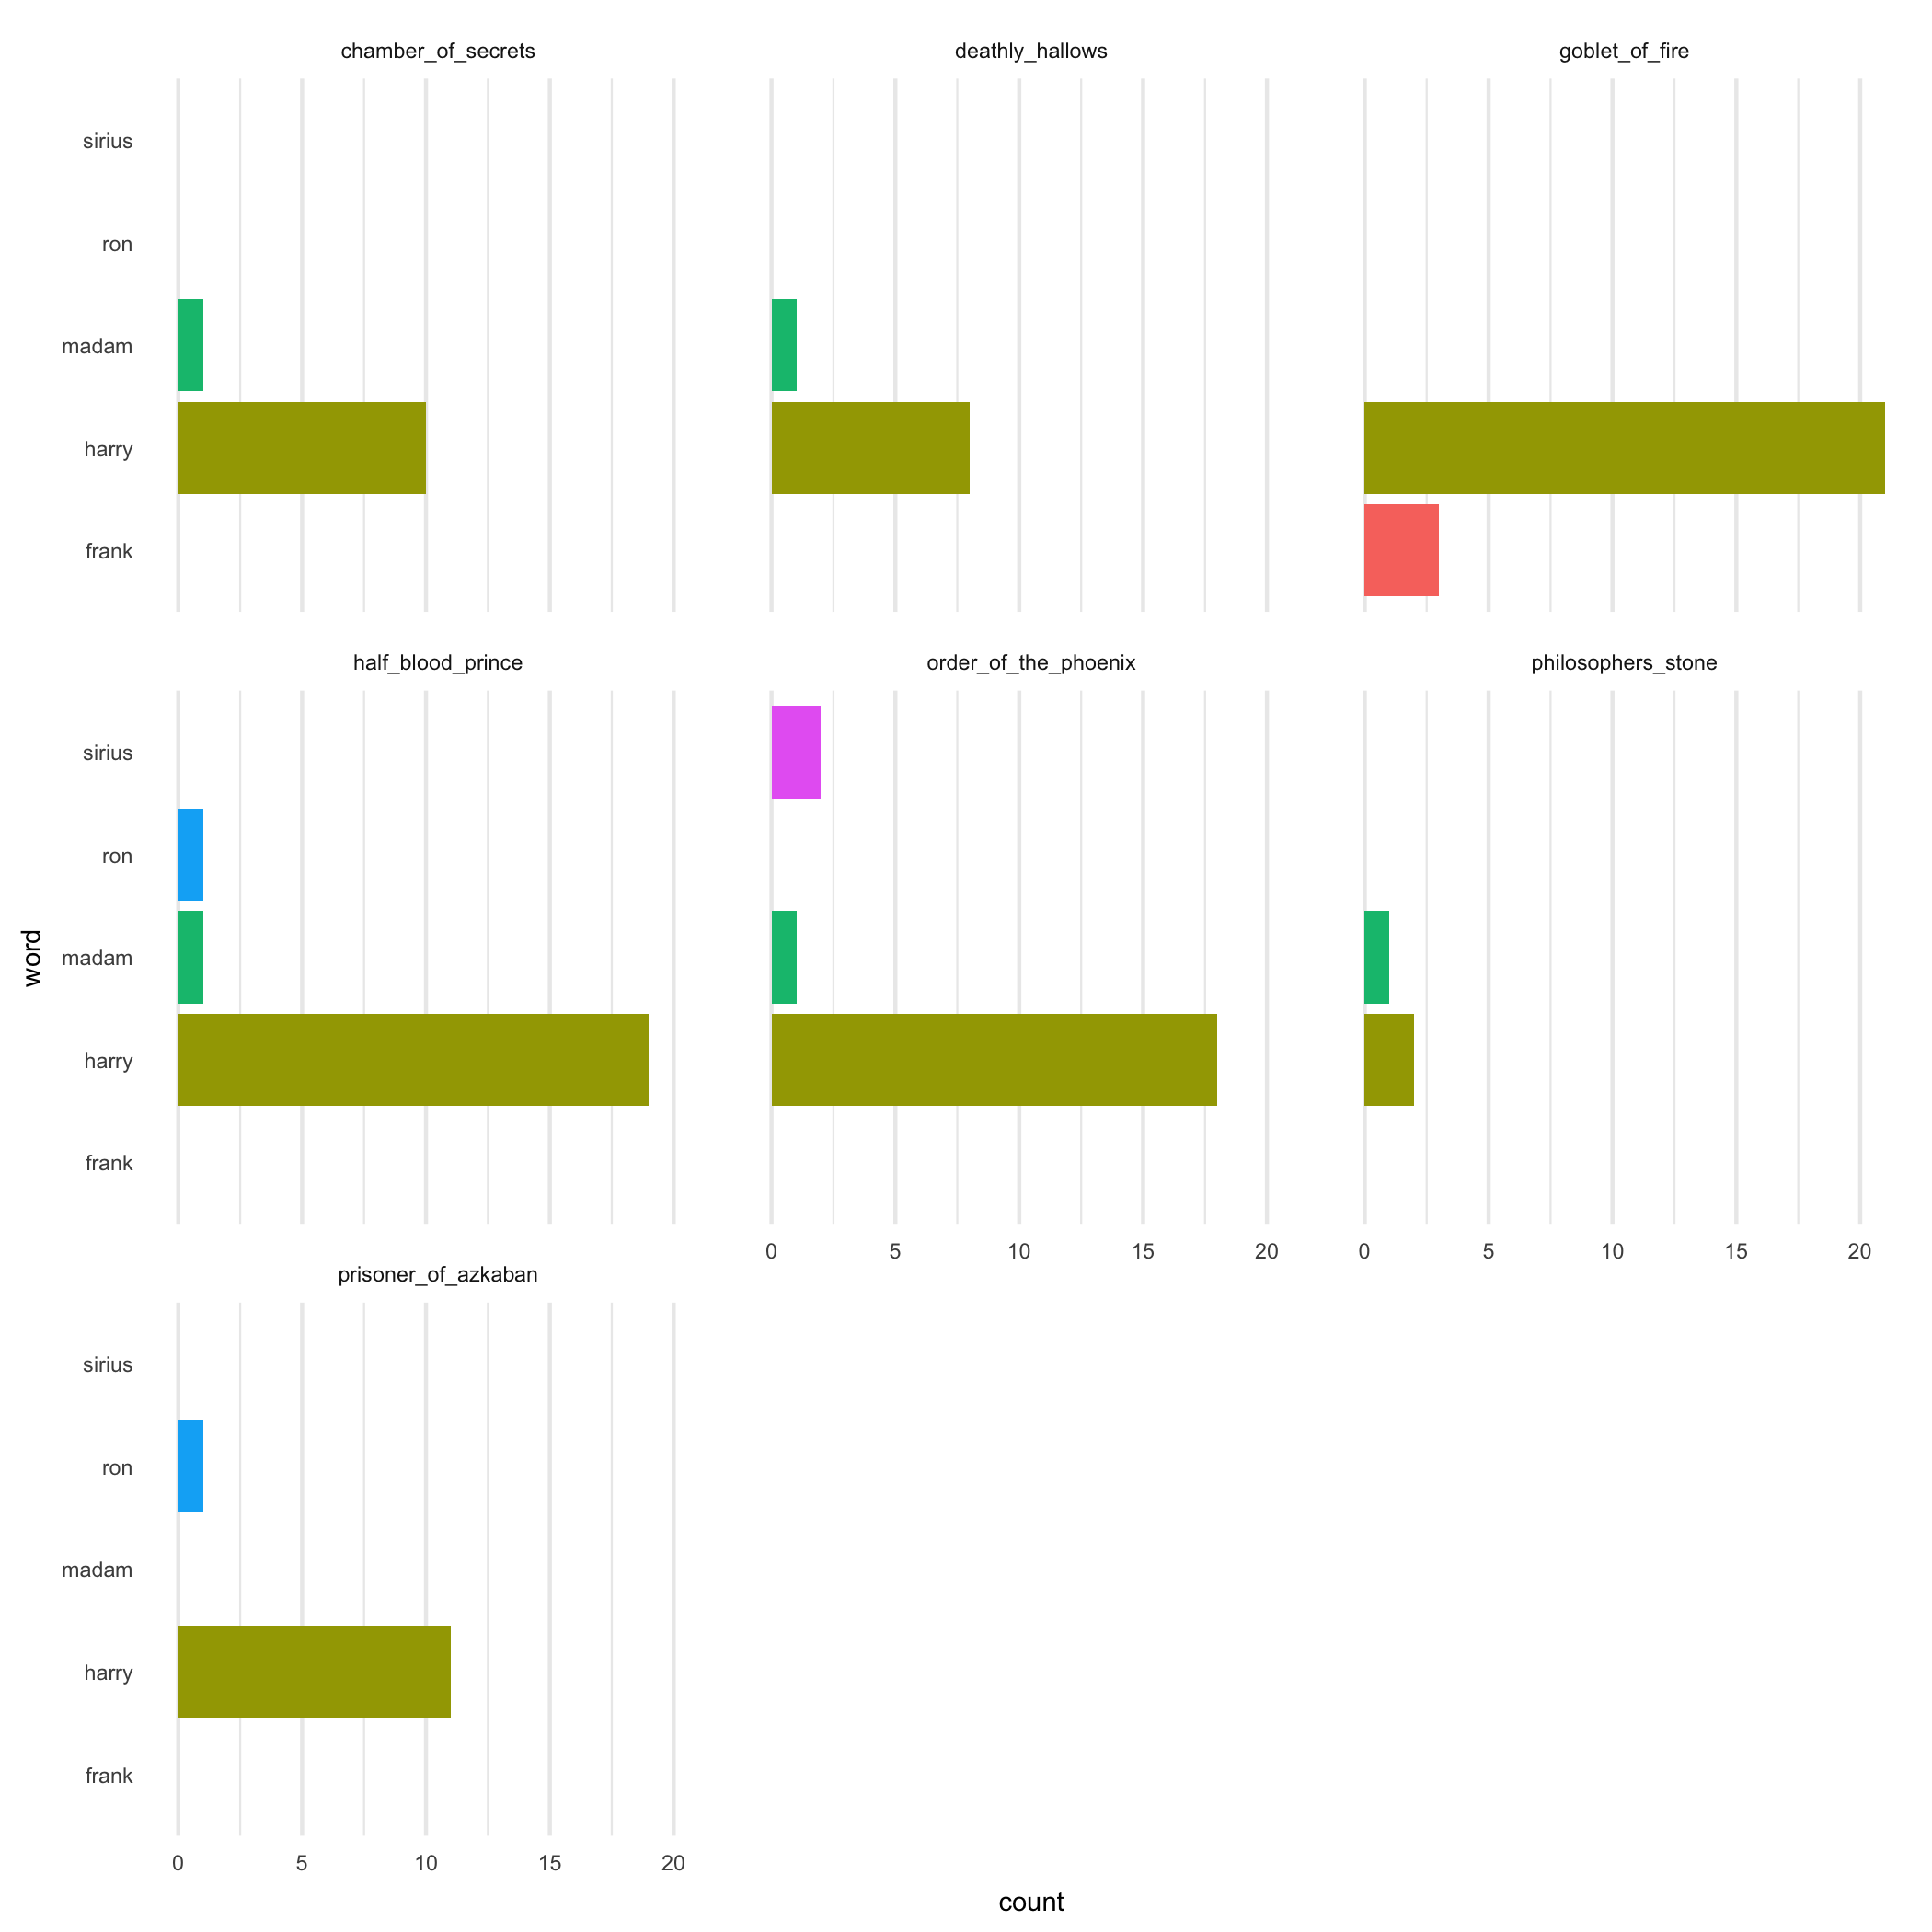 chamber_of_secrets
deathly_hallows
goblet_of_fire
sirius
ron
madam
harry
frank
half_blood_prince
order_of_the_phoenix
philosophers_stone
sirius
ron
madam
harry
frank
0 5 10 15 20
0 5 10 15 20
prisoner_of_azkaban
sirius
ron
madam
harry
frank
0 5 10 15 20
word
count